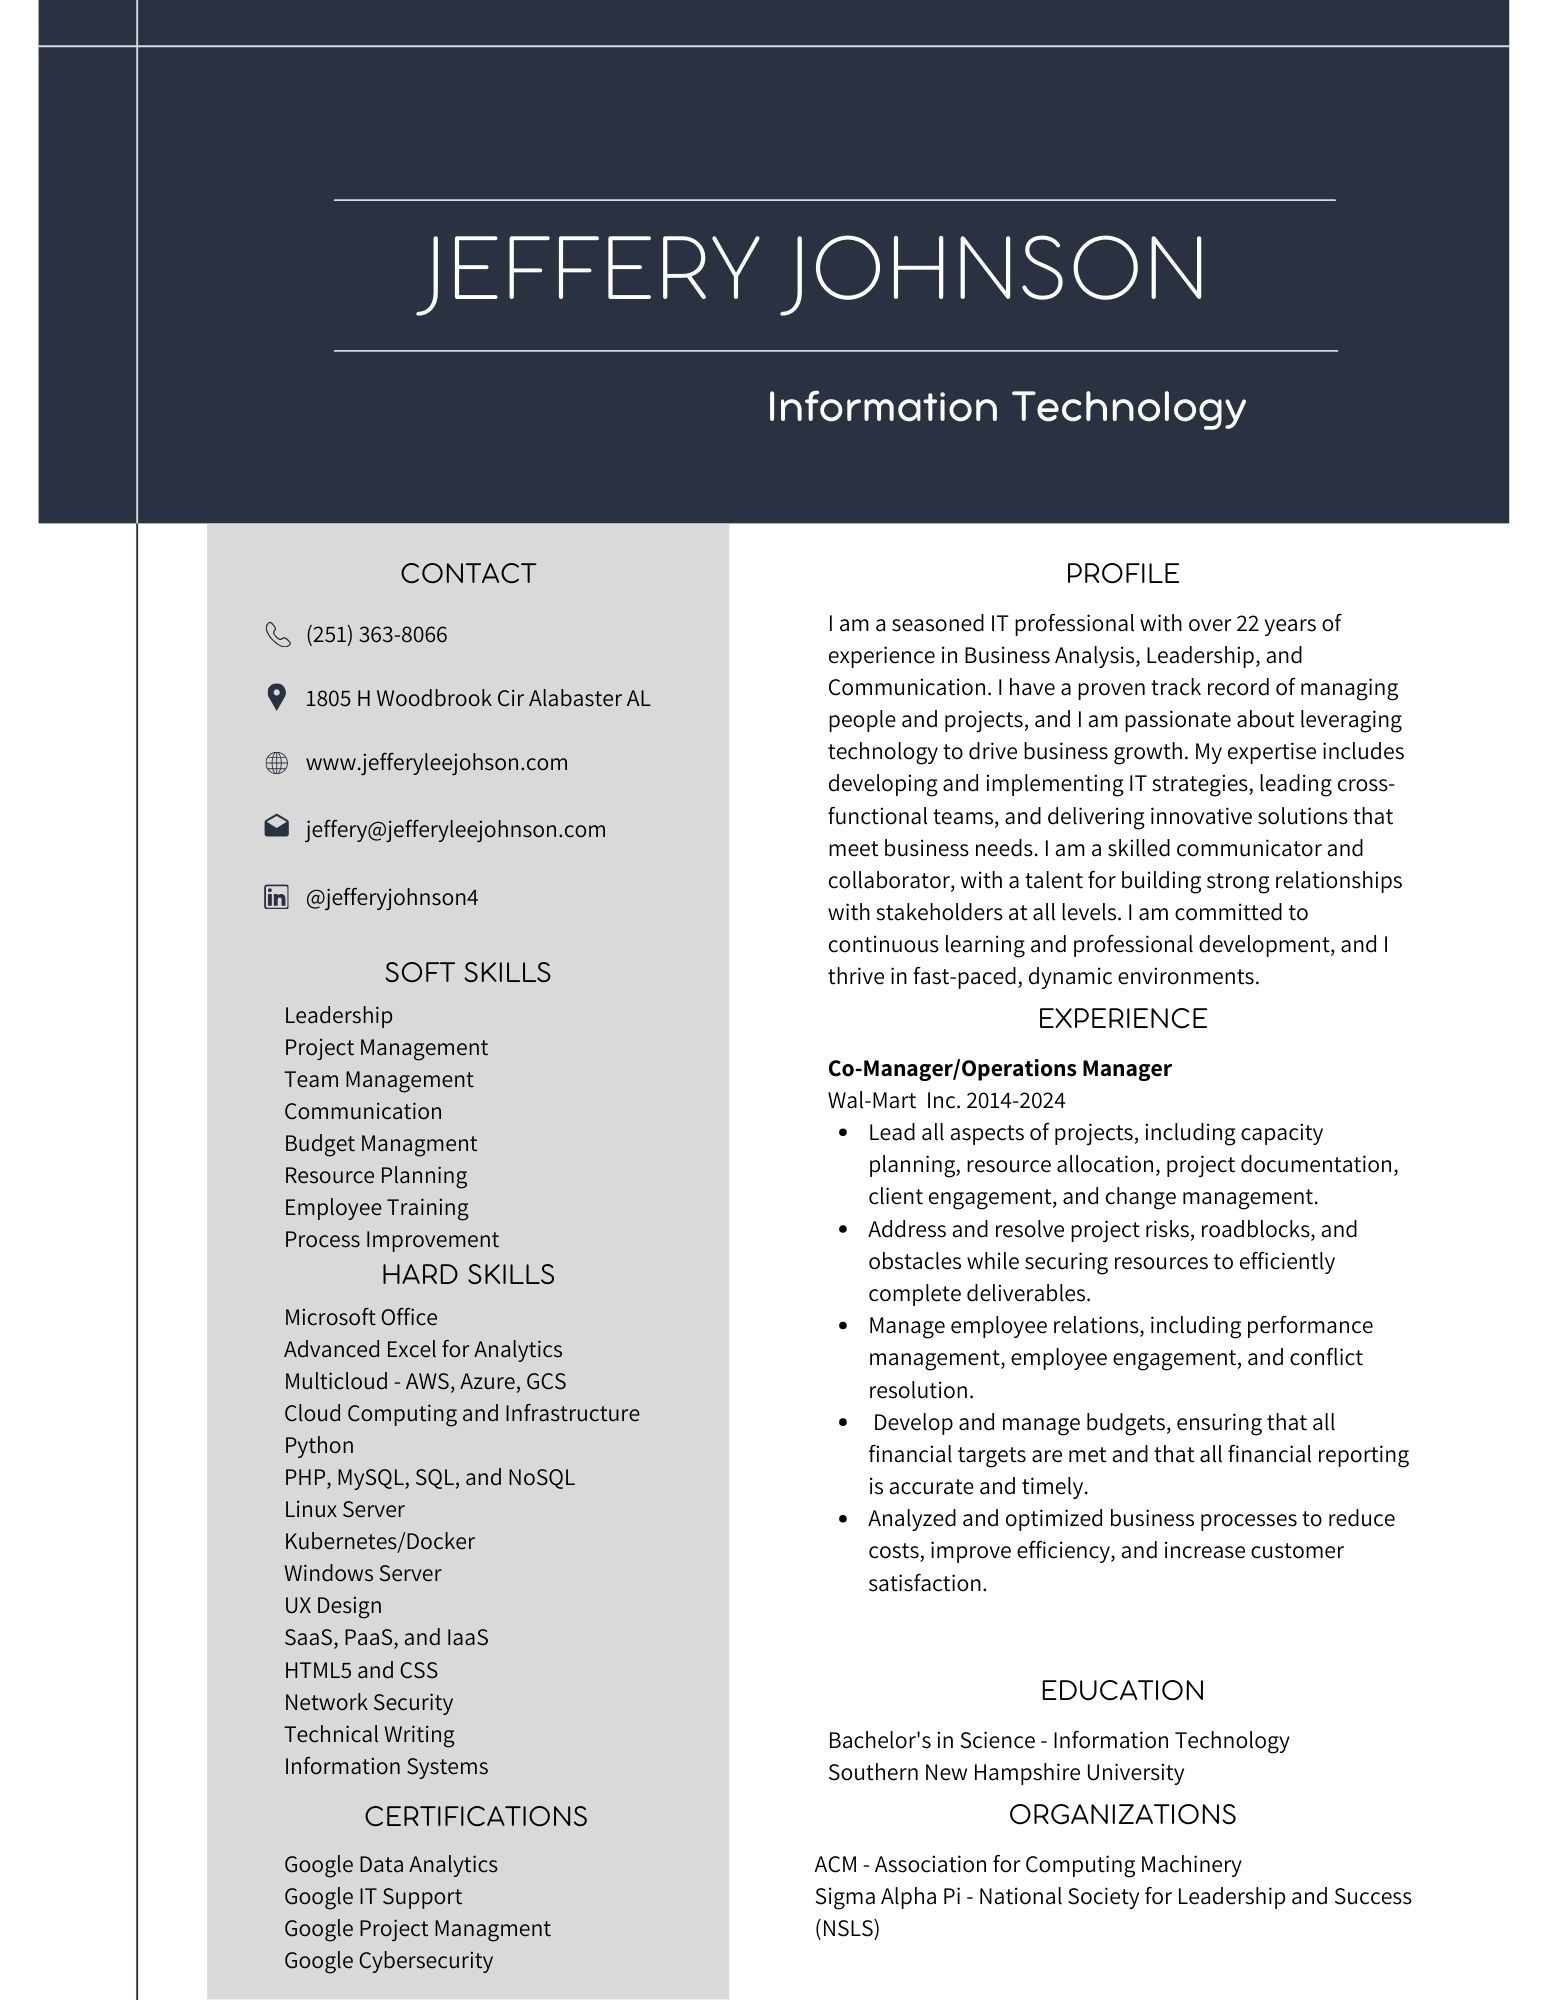 JEFFERY JOHNSON
Information Technology
CONTACT
(251) 363-8066
1805 H Woodbrook Cir Alabaster AL
www.jefferyleejohson.com
jeffery@jefferyleejohnson.com
in @jefferyjohnson4
SOFT SKILLS
Leadership
Project Management
Team Management
Communication
Budget Managment
Resource Planning
Employee Training
Process Improvement
HARD SKILLS
Microsoft Office
Advanced Excel for Analytics
Multicloud - AWS, Azure, GCS
Cloud Computing and Infrastructure
Python
PHP, MySQL, SQL, and NoSQL
Linux Server
Kubernetes/Docker
Windows Server
UX Design
SaaS, PaaS, and IaaS
HTML5 and CSS
Network Security
Technical Writing
Information Systems
CERTIFICATIONS
Google Data Analytics
Google IT Support
Google Project Managment
Google Cybersecurity
PROFILE
I am a seasoned IT professional with over 22 years of
experience in Business Analysis, Leadership, and
Communication. I have a proven track record of managing
people and projects, and I am passionate about leveraging
technology to drive business growth. My expertise includes
developing and implementing IT strategies, leading cross-
functional teams, and delivering innovative solutions that
meet business needs. I am a skilled communicator and
collaborator, with a talent for building strong relationships
with stakeholders at all levels. I am committed to
continuous learning and professional development, and I
thrive in fast-paced, dynamic environments.
EXPERIENCE
Co-Manager/Operations Manager
Wal-Mart Inc. 2014-2024
• Lead all aspects of projects, including capacity
planning, resource allocation, project documentation,
client engagement, and change management.
• Address and resolve project risks, roadblocks, and
obstacles while securing resources to efficiently
complete deliverables.
• Manage employee relations, including performance
management, employee engagement, and conflict
resolution.
• Develop and manage budgets, ensuring that all
financial targets are met and that all financial reporting
is accurate and timely.
• Analyzed and optimized business processes to reduce
costs, improve efficiency, and increase customer
satisfaction.
EDUCATION
Bachelor's in Science - Information Technology
Southern New Hampshire University
ORGANIZATIONS
ACM - Association for Computing Machinery
Sigma Alpha Pi - National Society for Leadership and Success
(NSLS)